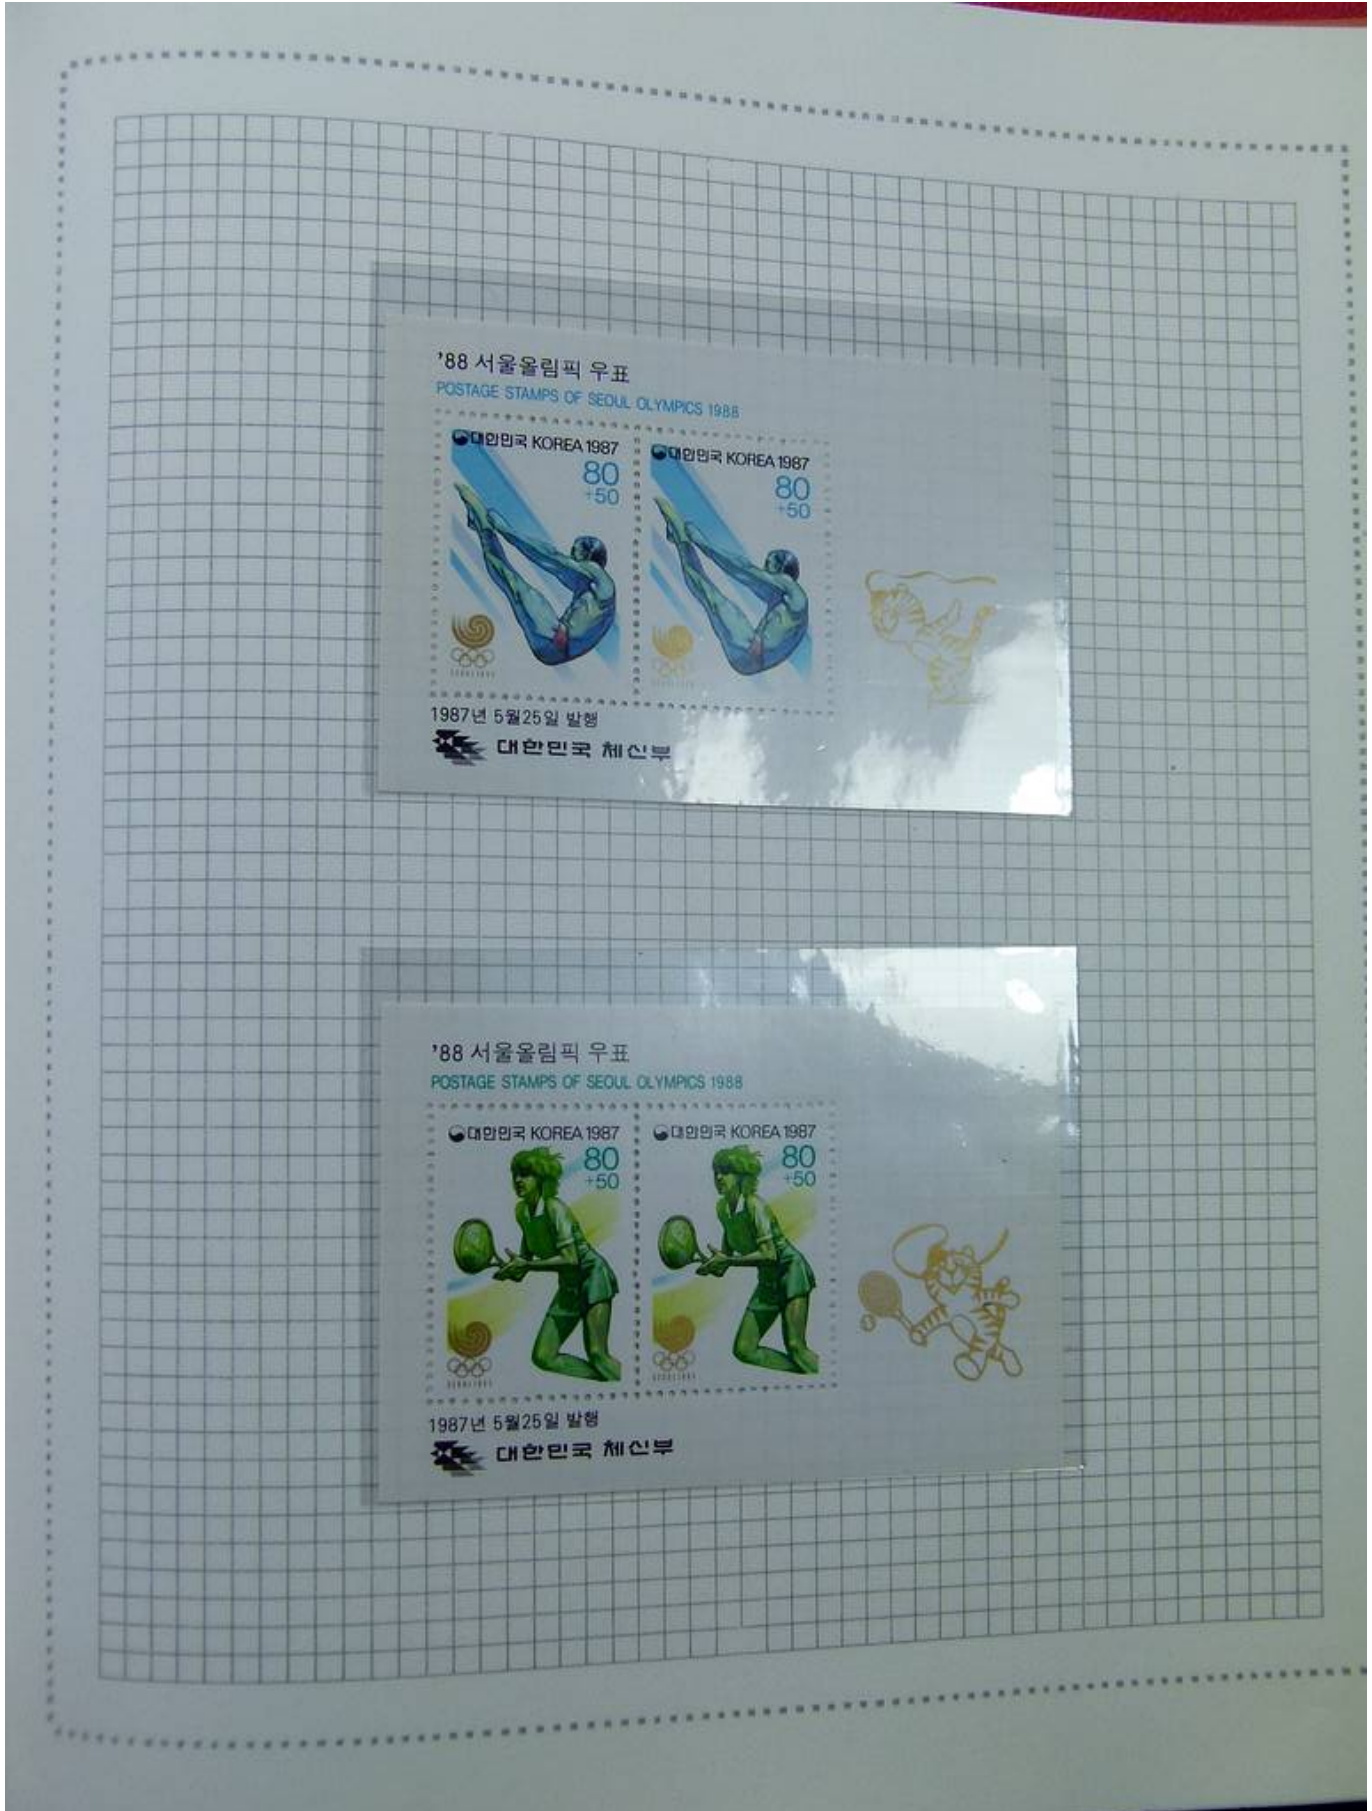 '88 서울올림픽 우표
POSTAGE STAMPS OF SEOUL OLYMPICS 1988
대한민국 KOREA 1987
80
+50
대한민국 KOREA 1987
80
+50
1987년 5월25일 발행
대한민국 체신부
'88 서울올림픽 우표
POSTAGE STAMPS OF SEOUL OLYMPICS 1988
대한민국 KOREA 1987
80
+50
대한민국 KOREA 1987
80
+50
1987년 5월25일 발행
대한민국 체신부